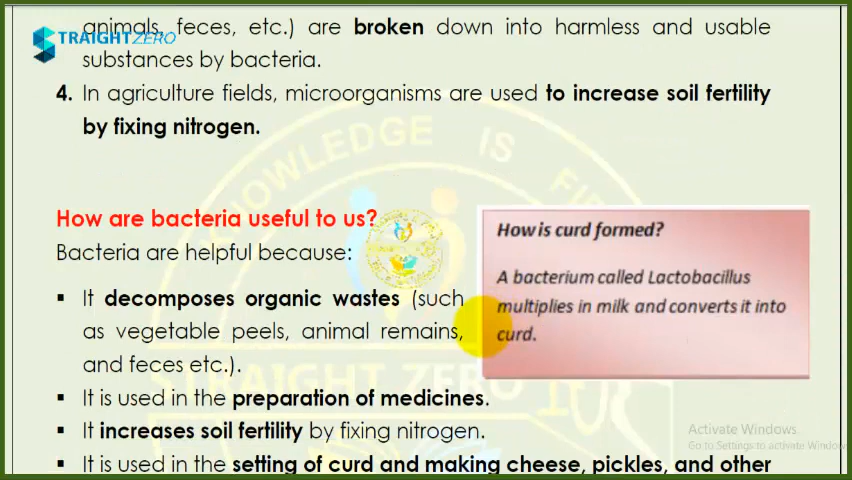 animals, feces, etc.) are broken down into harmless and usable
STRAIGHTZERO
substances by bacteria.
4. In agriculture fields, microorganisms are used to increase soil fertility
by fixing nitrogen.
KNOWLEDGE IS
How are bacteria useful to us?
Bacteria are helpful because:
▪ It decomposes organic wastes (such
as vegetable peels, animal remains,
and feces etc.).
How is curd formed?
A bacterium called Lactobacillus
multiplies in milk and converts it into
curd.
STRAIGHT ZERO
▪ It is used in the preparation of medicines.
▪ It increases soil fertility by fixing nitrogen.
▪ It is used in the setting of curd and making cheese, pickles, and other
Activate Windows
Go to Settings to activate Windows